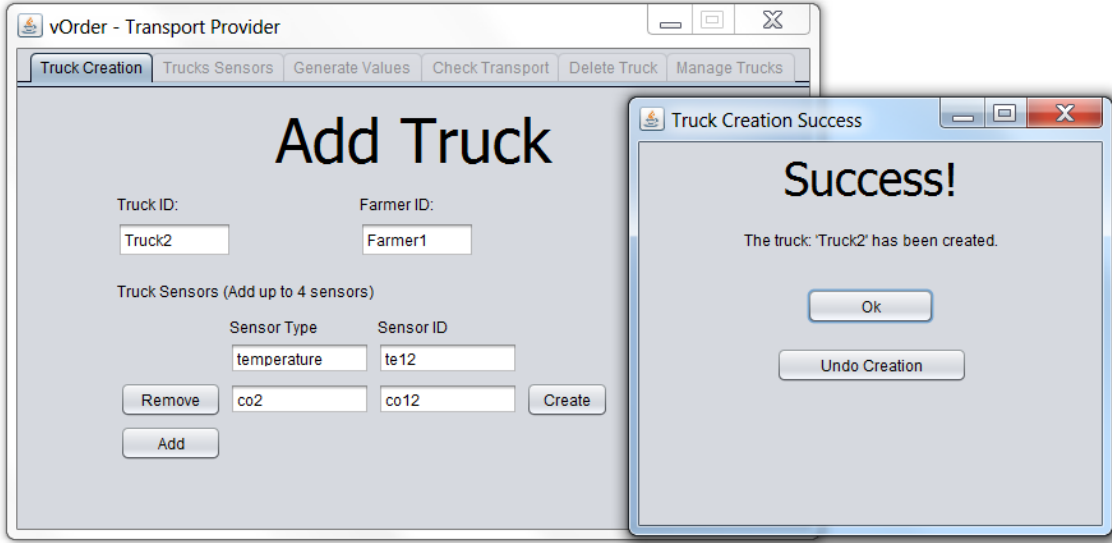 vOrder - Transport Provider
Truck Creation Trucks Sensors Generate Values Check Transport Delete Truck Manage Trucks
Add Truck
Truck ID: Farmer ID:
Truck2 Farmer1
Truck Sensors (Add up to 4 sensors)
Sensor Type Sensor ID
temperature te12
Remove co2 co12 Create
Add
Truck Creation Success
Success!
The truck: 'Truck2' has been created.
Ok
Undo Creation